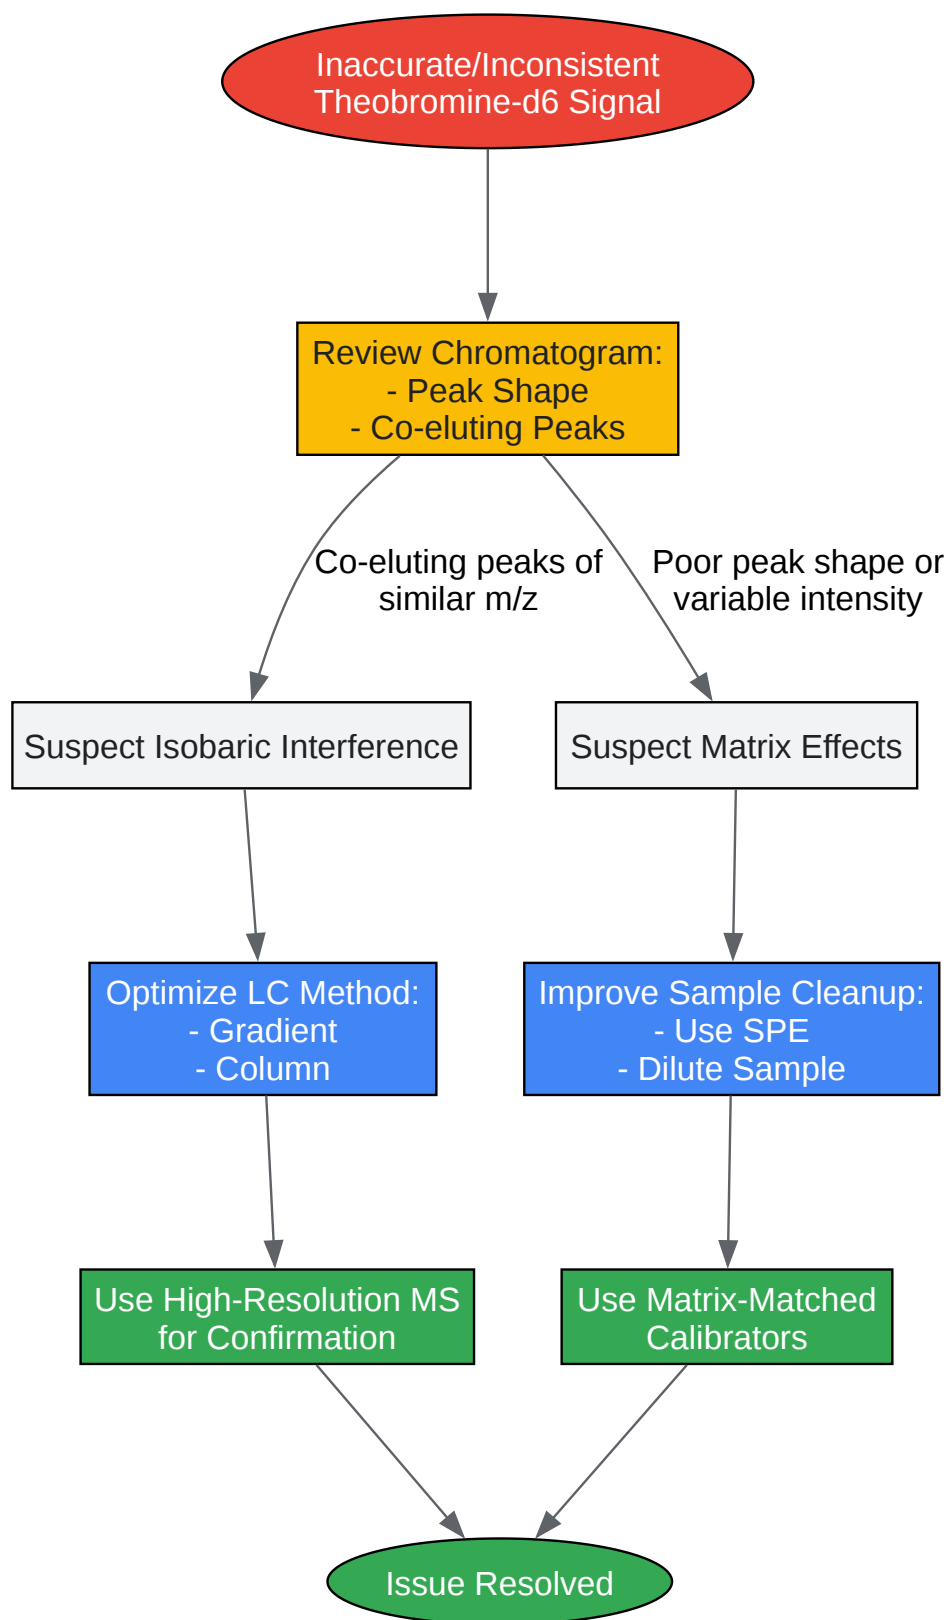 Inaccurate/Inconsistent
Theobromine-d6 Signal
Review Chromatogram:
- Peak Shape
- Co-eluting Peaks
Co-eluting peaks of
similar m/z
Poor peak shape or
variable intensity
Suspect Isobaric Interference
Suspect Matrix Effects
Optimize LC Method:
- Gradient
- Column
Improve Sample Cleanup:
- Use SPE
- Dilute Sample
Use High-Resolution MS
for Confirmation
Use Matrix-Matched
Calibrators
Issue Resolved